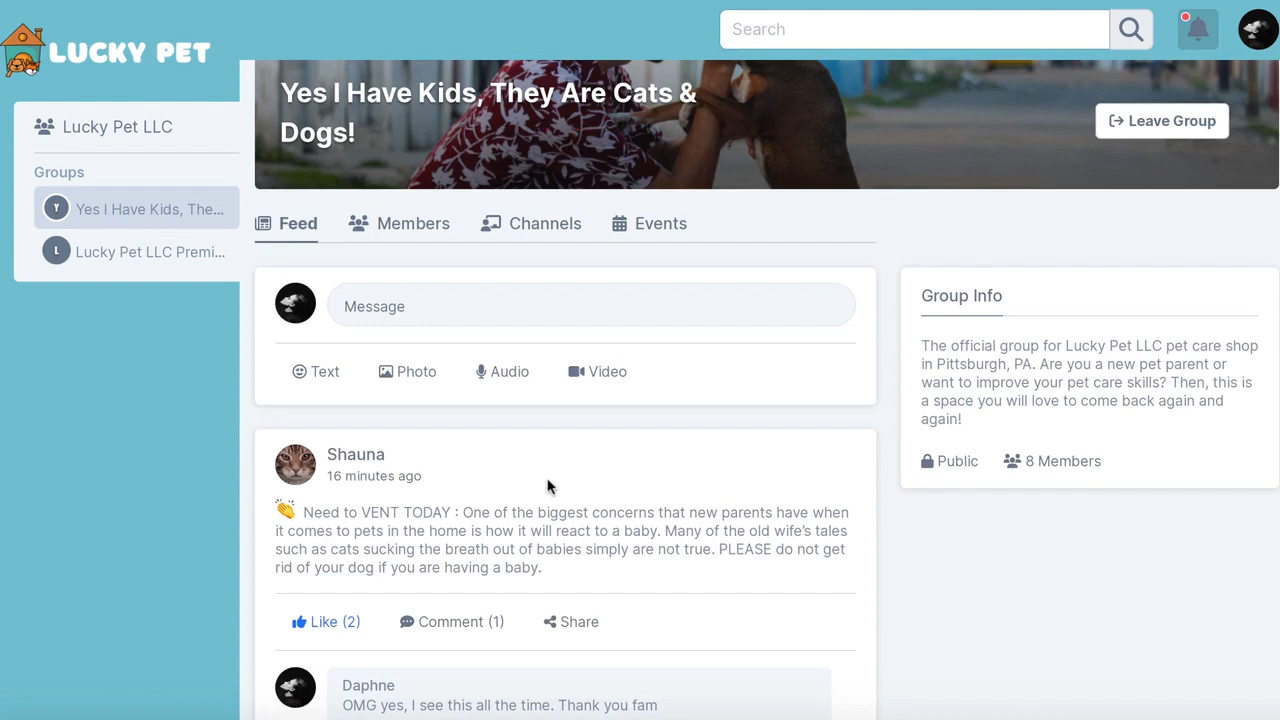 LUCKY PET
Search
Lucky Pet LLC
Groups
Y
Yes I Have Kids, The...
L
Lucky Pet LLC Premi...
Yes I Have Kids, They Are Cats &
Dogs!
Leave Group
Feed
Members
Channels
Events
Message
Text
Photo
Audio
Video
Shauna
16 minutes ago
👏 Need to VENT TODAY : One of the biggest concerns that new parents have when
it comes to pets in the home is how it will react to a baby. Many of the old wife's tales
such as cats sucking the breath out of babies simply are not true. PLEASE do not get
rid of your dog if you are having a baby.
Like (2)
Comment (1)
Share
Daphne
OMG yes, I see this all the time. Thank you fam
Group Info
The official group for Lucky Pet LLC pet care shop
in Pittsburgh, PA. Are you a new pet parent or
want to improve your pet care skills? Then, this is
a space you will love to come back again and
again!
Public
8 Members